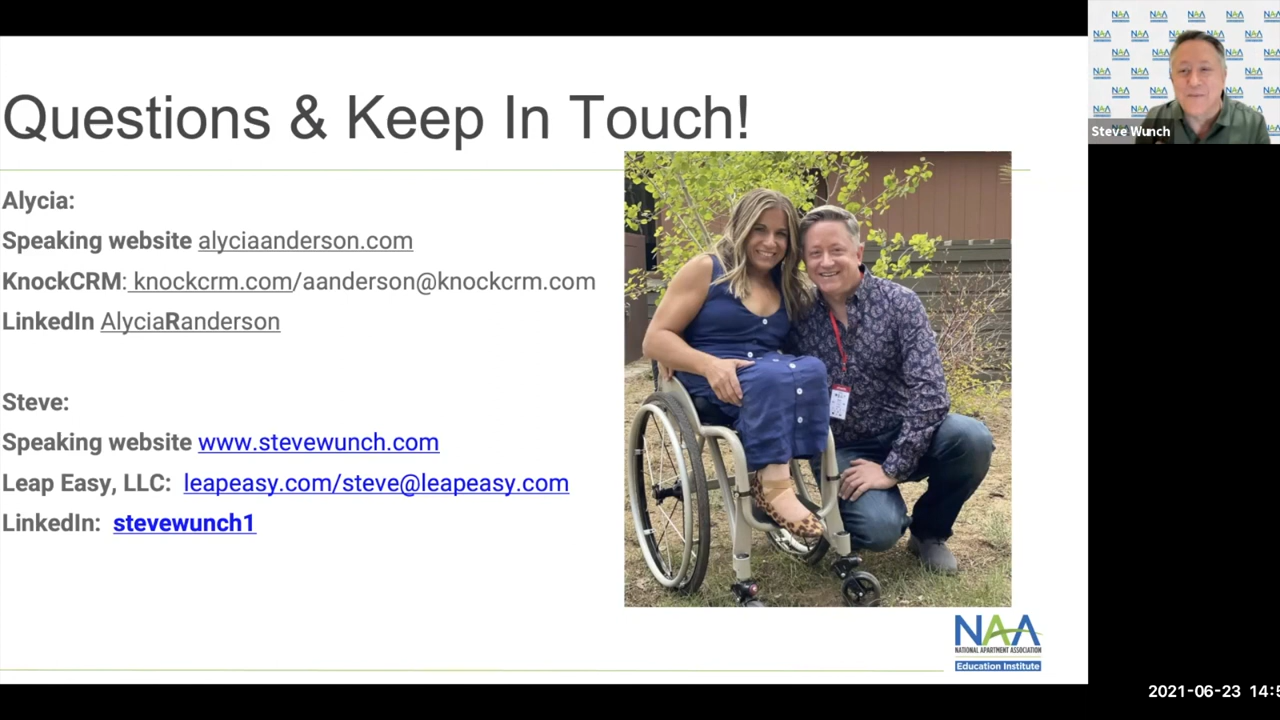 Questions & Keep In Touch!
Alycia:
Speaking website alyciaanderson.com
KnockCRM: knockcrm.com/aanderson@knockcrm.com
LinkedIn AlyciaRanderson
Steve:
Speaking website www.stevewunch.com
Leap Easy, LLC: leapeasy.com/steve@leapeasy.com
LinkedIn: stevewunch1
NAA
NATIONAL APARTMENT ASSOCIATION
Education Institute
NAA
Steve Wunch
2021-06-23 14:5